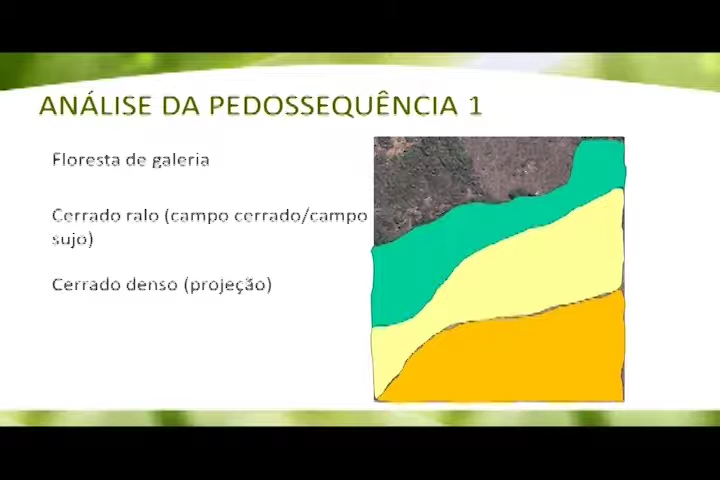 ANÁLISE DA PEDOSSEQUÊNCIA 1
Floresta de galeria
Cerrado ralo (campo cerrado/campo
sujo)
Cerrado denso (projeção)